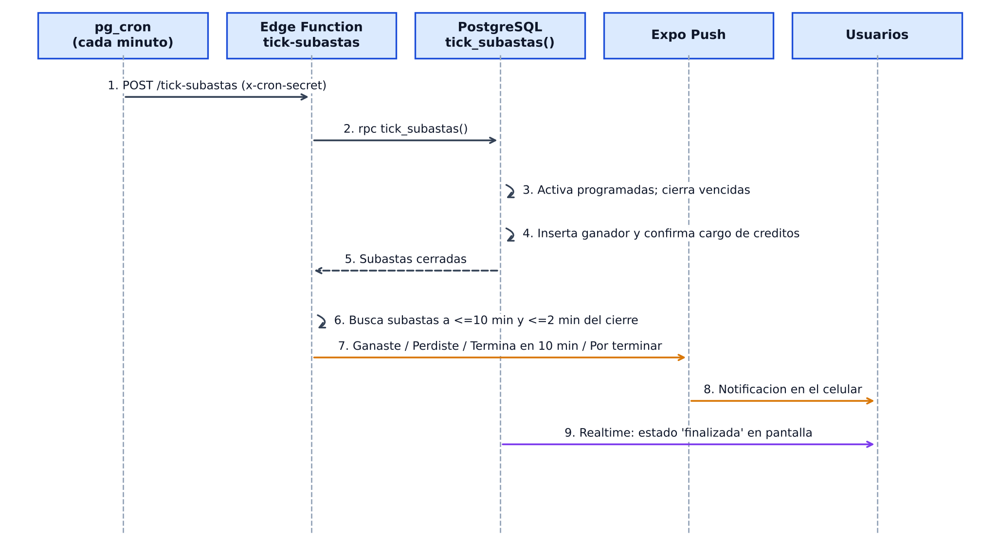 pg_cron
(cada minuto)
Edge Function
tick-subastas
PostgreSQL
tick_subastas()
Expo Push
Usuarios
1. POST /tick-subastas (x-cron-secret)
2. rpc tick_subastas()
3. Activa programadas; cierra vencidas
4. Inserta ganador y confirma cargo de creditos
5. Subastas cerradas
6. Busca subastas a <=10 min y <=2 min del cierre
7. Ganaste / Perdiste / Termina en 10 min / Por terminar
8. Notificacion en el celular
9. Realtime: estado 'finalizada' en pantalla